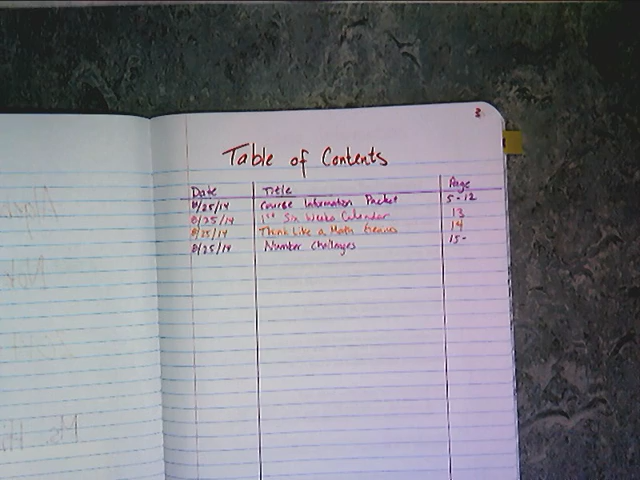 3
Table of Contents
Date Title Page
8/25/14 Course Information Packet 5-12
8/25/14 1st Six Weeks Calendar 13
8/25/14 Think Like a Math Genius 14
8/25/14 Number Challenges 15-